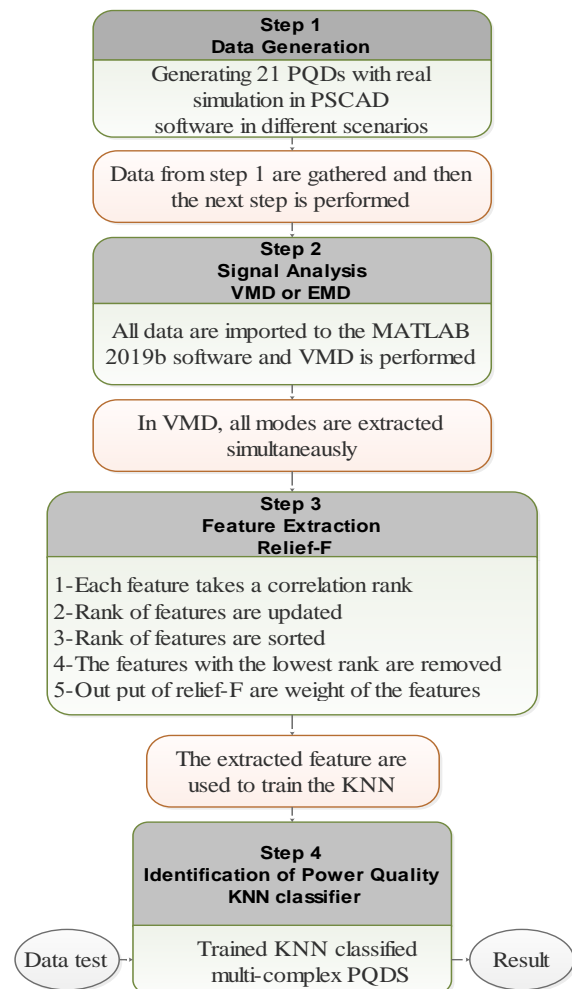 Step 1
Data Generation
Generating 21 PQDs with real
simulation in PSCAD
software in different scenarios
Data from step 1 are gathered and then
the next step is performed
Step 2
Signal Analysis
VMD or EMD
All data are imported to the MATLAB
2019b software and VMD is performed
In VMD, all modes are extracted
simultaneausly
Step 3
Feature Extraction
Relief-F
1-Each feature takes a correlation rank
2-Rank of features are updated
3-Rank of features are sorted
4-The features with the lowest rank are removed
5-Out put of relief-F are weight of the features
The extracted feature are
used to train the KNN
Step 4
Identification of Power Quality
KNN classifier
Data test
Trained KNN classified
multi-complex PQDS
Result